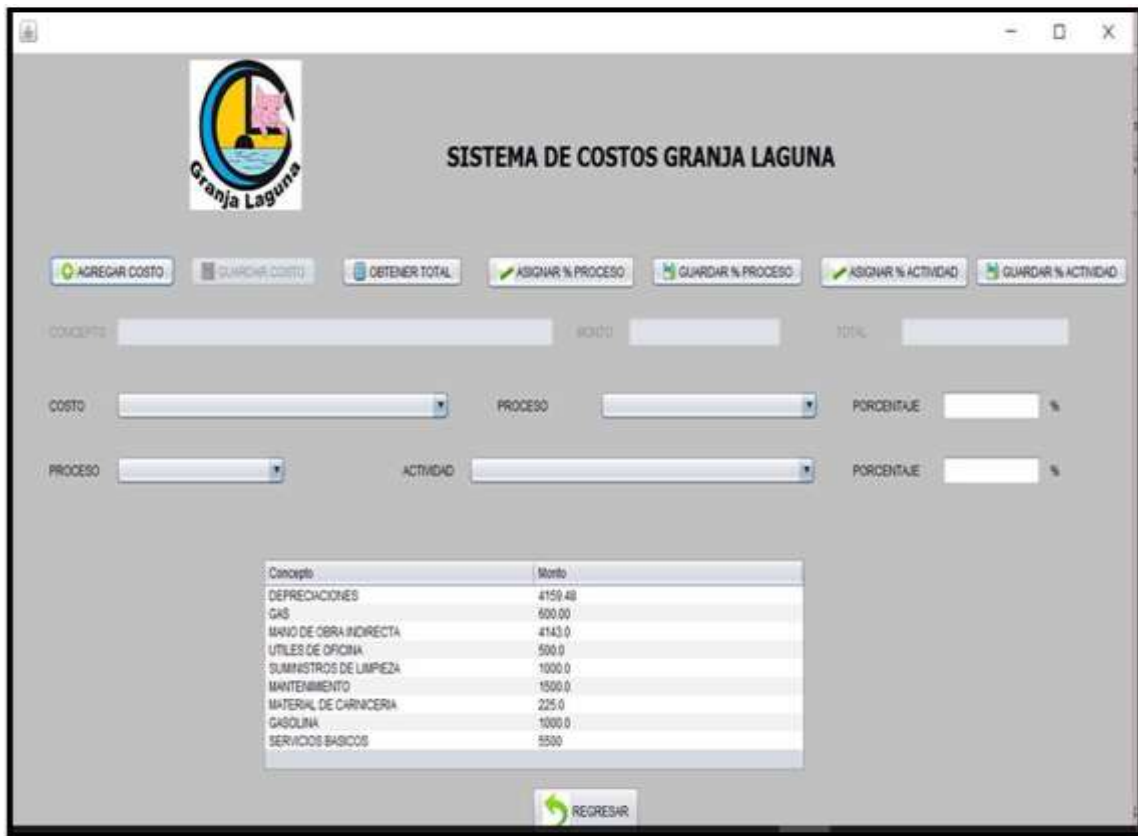 Granja Laguna
SISTEMA DE COSTOS GRANJA LAGUNA
AGREGAR COSTO GUARDAR COSTO OBTENER TOTAL ASIGNAR % PROCESO GUARDAR % PROCESO ASIGNAR % ACTIVIDAD GUARDAR % ACTIVIDAD
CONCEPTO MONTO TOTAL
COSTO PROCESO PORCENTAJE %
PROCESO ACTIVIDAD PORCENTAJE %
Concepto Monto
DEPRECIACIONES 4159.48
GAS 600.00
MANO DE OBRA INDIRECTA 4143.0
UTILES DE OFICINA 500.0
SUMINISTROS DE LIMPIEZA 1000.0
MANTENIMIENTO 1500.0
MATERIAL DE CARNICERIA 225.0
GASOLINA 1000.0
SERVICIOS BASICOS 5500
REGRESAR